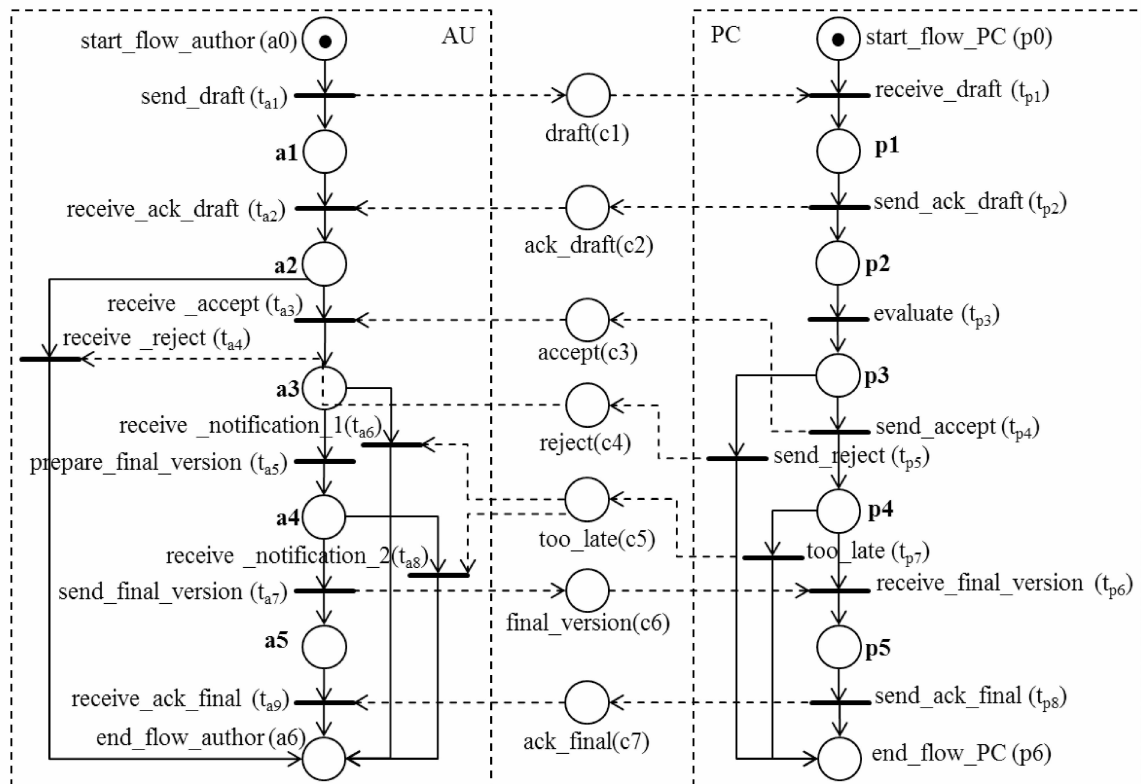 start_flow_author (a0)
AU
PC
start_flow_PC (p0)
send_draft (ta1)
draft(c1)
receive_draft (tp1)
a1
p1
receive_ack_draft (ta2)
ack_draft(c2)
send_ack_draft (tp2)
a2
p2
receive _accept (ta3)
accept(c3)
evaluate (tp3)
receive _reject (ta4)
a3
p3
receive _notification_1(ta6)
reject(c4)
send_accept (tp4)
prepare_final_version (ta5)
send_reject (tp5)
a4
p4
receive _notification_2(ta8)
too_late(c5)
too_late (tp7)
send_final_version (ta7)
final_version(c6)
receive_final_version (tp6)
a5
p5
receive_ack_final (ta9)
ack_final(c7)
send_ack_final (tp8)
end_flow_author (a6)
end_flow_PC (p6)